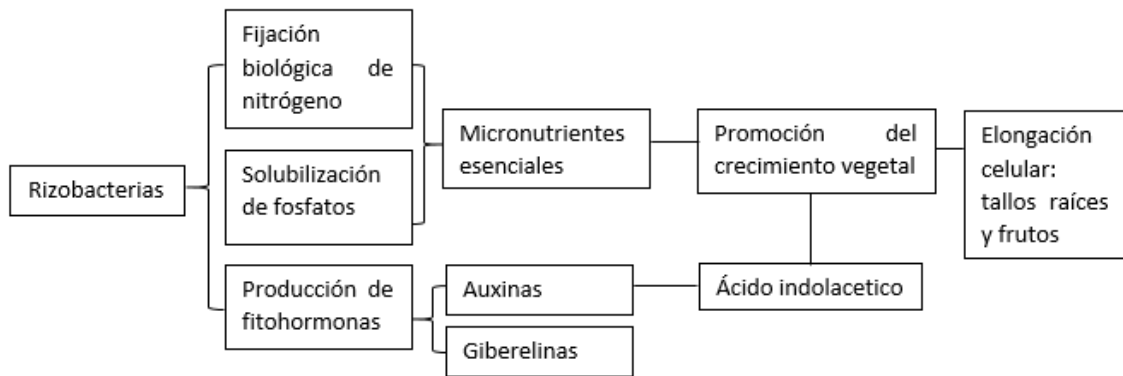 Rizobacterias
Fijación
biológica de
nitrógeno
Solubilización
de fosfatos
Producción de
fitohormonas
Micronutrientes
esenciales
Auxinas
Giberelinas
Promoción del
crecimiento vegetal
Ácido indolacetico
Elongación
celular:
tallos raíces
y frutos